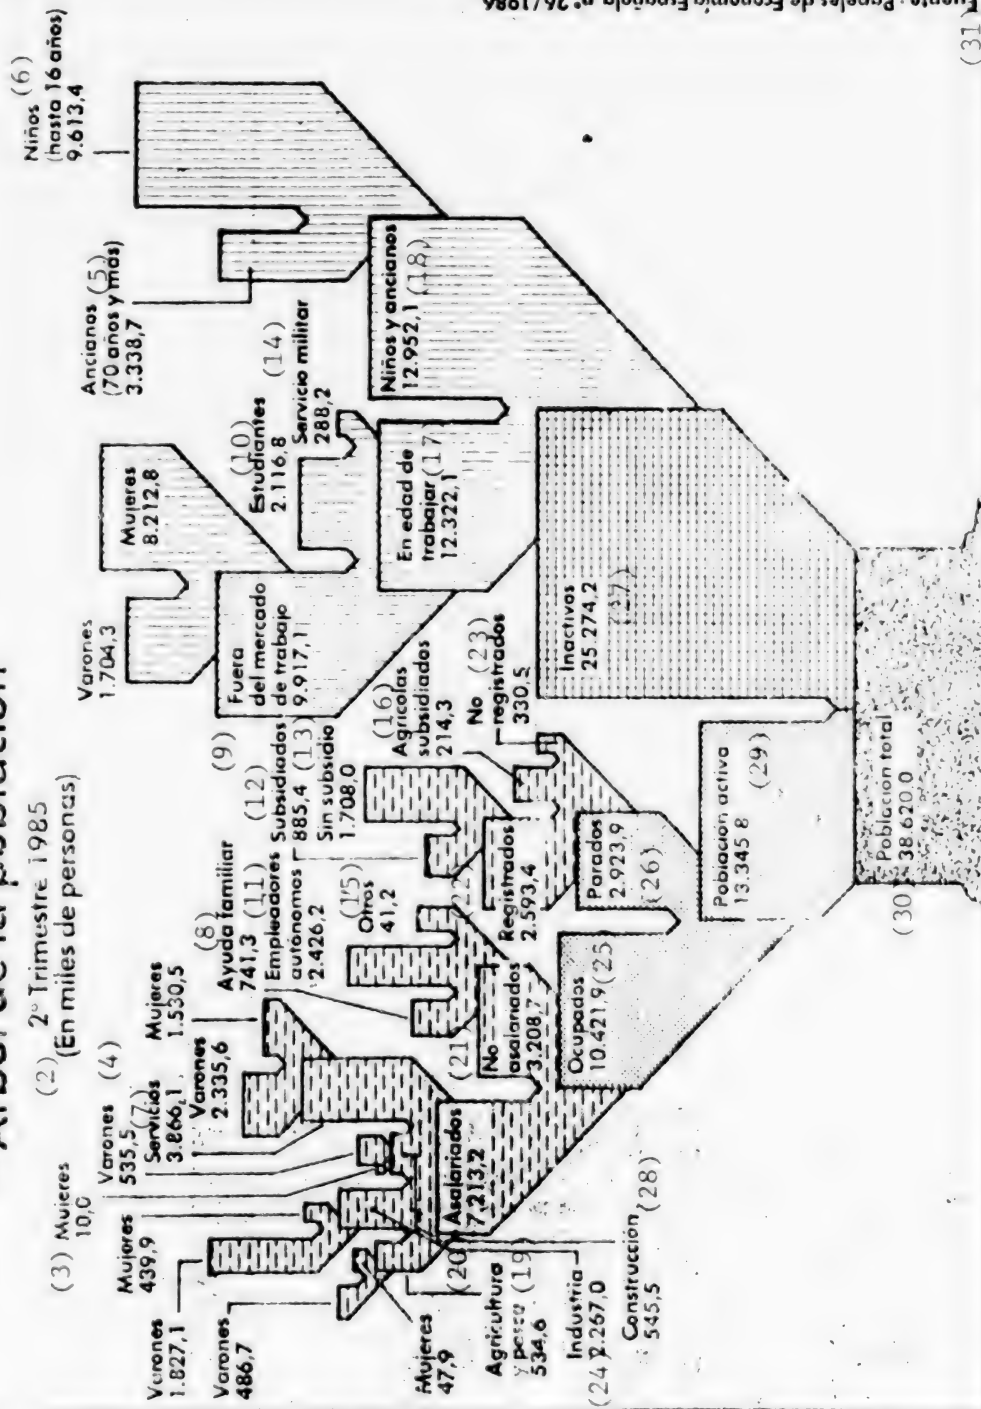 Arbol de la población
(2) 2° Trimestre 1985
(En miles de personas)
(3) Mujeres
10,0
(4)
Varones
535,5
(7)
Servicios
3.866,1
Varones
2.335,6
Mujeres
1.530,5
Mujeres
439,9
Varones
1.827,1
Varones
486,7
Mujeres
47,9
(20)
Agricultura
y pesca (19)
534,6
Industria
(24) 2.267,0
Construcción
545,5
(28)
Asalariados
7.213,2
(8)
Ayuda familiar
741,3
(11)
Empleadores
autónomos
2.426,2
(15)
Otros
41,2
(21)
No
asalariados
3.208,7
(9)
(12)
Subsidiados
885,4
(13)
Sin subsidio
1.708,0
(22)
Registrados
2.593,4
(16)
Agrícolas
subsidiados
214,3
(23)
No
registrados
330,5
Ocupados
10.421,9 (25
Parados
2.923,9
(26)
Población activa
13.345 8
(29)
Varones
1.704,3
Mujeres
8.212,8
Fuera
del mercado
de trabajo
9.917,1
(10)
Estudiantes
2.116,8
(14)
Servicio militar
288,2
En edad de
trabajar (17)
12.322,1
Ancianos (5)
(70 años y más)
3.338,7
Niños (6)
(hasta 16 años)
9.613,4
Niños y ancianos
12.952,1 (18)
Inactivos
25 274,2
(27)
Poblacion total
38.620.0
(30)
(31)
Fuente: Papeles de Economía Española, n° 26/1986